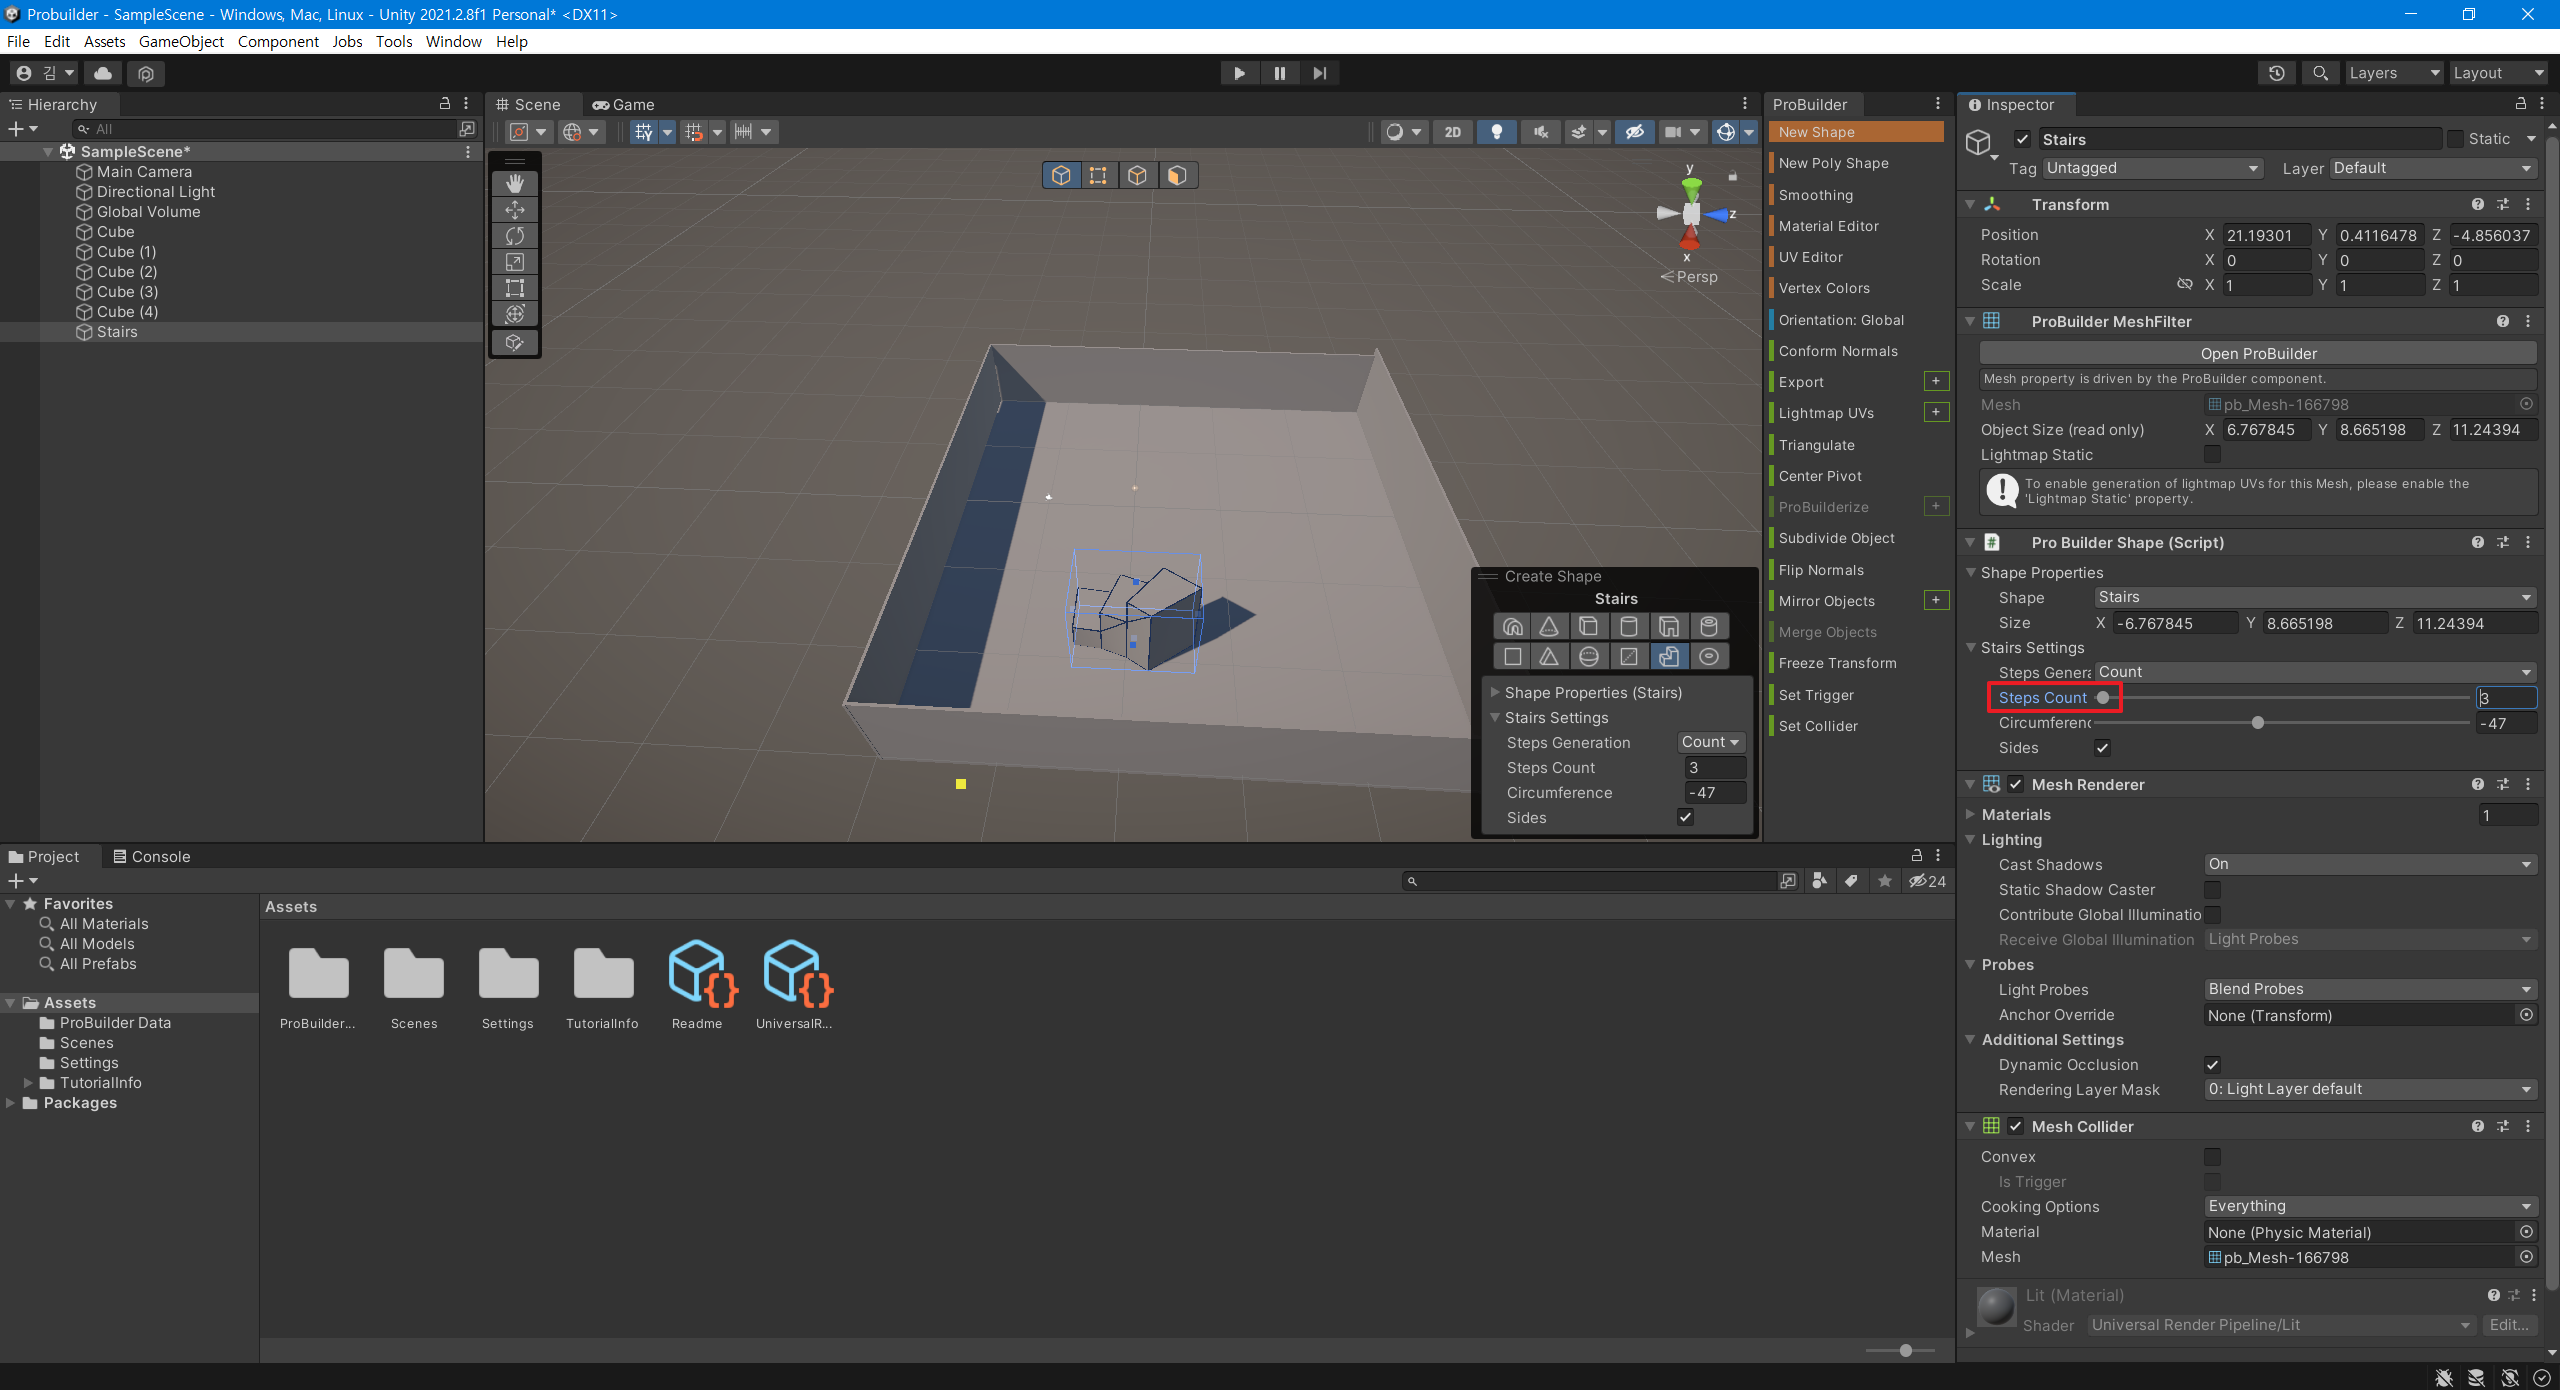 Probuilder - SampleScene - Windows, Mac, Linux - Unity 2021.2.8f1 Personal* <DX11>
File Edit Assets GameObject Component Jobs Tools Window Help
김
Layers Layout
Hierarchy
All
SampleScene*
Main Camera
Directional Light
Global Volume
Cube
Cube (1)
Cube (2)
Cube (3)
Cube (4)
Stairs
Scene Game
2D
y
z
x
Persp
Create Shape
Stairs
Shape Properties (Stairs)
Stairs Settings
Steps Generation Count
Steps Count 3
Circumference -47
Sides
ProBuilder
New Shape
New Poly Shape
Smoothing
Material Editor
UV Editor
Vertex Colors
Orientation: Global
Conform Normals
Export +
Lightmap UVs +
Triangulate
Center Pivot
ProBuilderize +
Subdivide Object
Flip Normals
Mirror Objects +
Merge Objects
Freeze Transform
Set Trigger
Set Collider
Inspector
Stairs Static
Tag Untagged Layer Default
Transform
Position X 21.19301 Y 0.4116478 Z -4.856037
Rotation X 0 Y 0 Z 0
Scale X 1 Y 1 Z 1
ProBuilder MeshFilter
Open ProBuilder
Mesh property is driven by the ProBuilder component.
Mesh pb_Mesh-166798
Object Size (read only) X 6.767845 Y 8.665198 Z 11.24394
Lightmap Static
To enable generation of lightmap UVs for this Mesh, please enable the
'Lightmap Static' property.
Pro Builder Shape (Script)
Shape Properties
Shape Stairs
Size X -6.767845 Y 8.665198 Z 11.24394
Stairs Settings
Steps Genera Count
Steps Count 3
Circumferenc -47
Sides
Mesh Renderer
Materials 1
Lighting
Cast Shadows On
Static Shadow Caster
Contribute Global Illuminatio
Receive Global Illumination Light Probes
Probes
Light Probes Blend Probes
Anchor Override None (Transform)
Additional Settings
Dynamic Occlusion
Rendering Layer Mask 0: Light Layer default
Mesh Collider
Convex
Is Trigger
Cooking Options Everything
Material None (Physic Material)
Mesh pb_Mesh-166798
Lit (Material)
Shader Universal Render Pipeline/Lit Edit...
Project Console
24
Favorites
All Materials
All Models
All Prefabs
Assets
ProBuilder Data
Scenes
Settings
TutorialInfo
Packages
Assets
ProBuilder... Scenes Settings TutorialInfo Readme UniversalR...